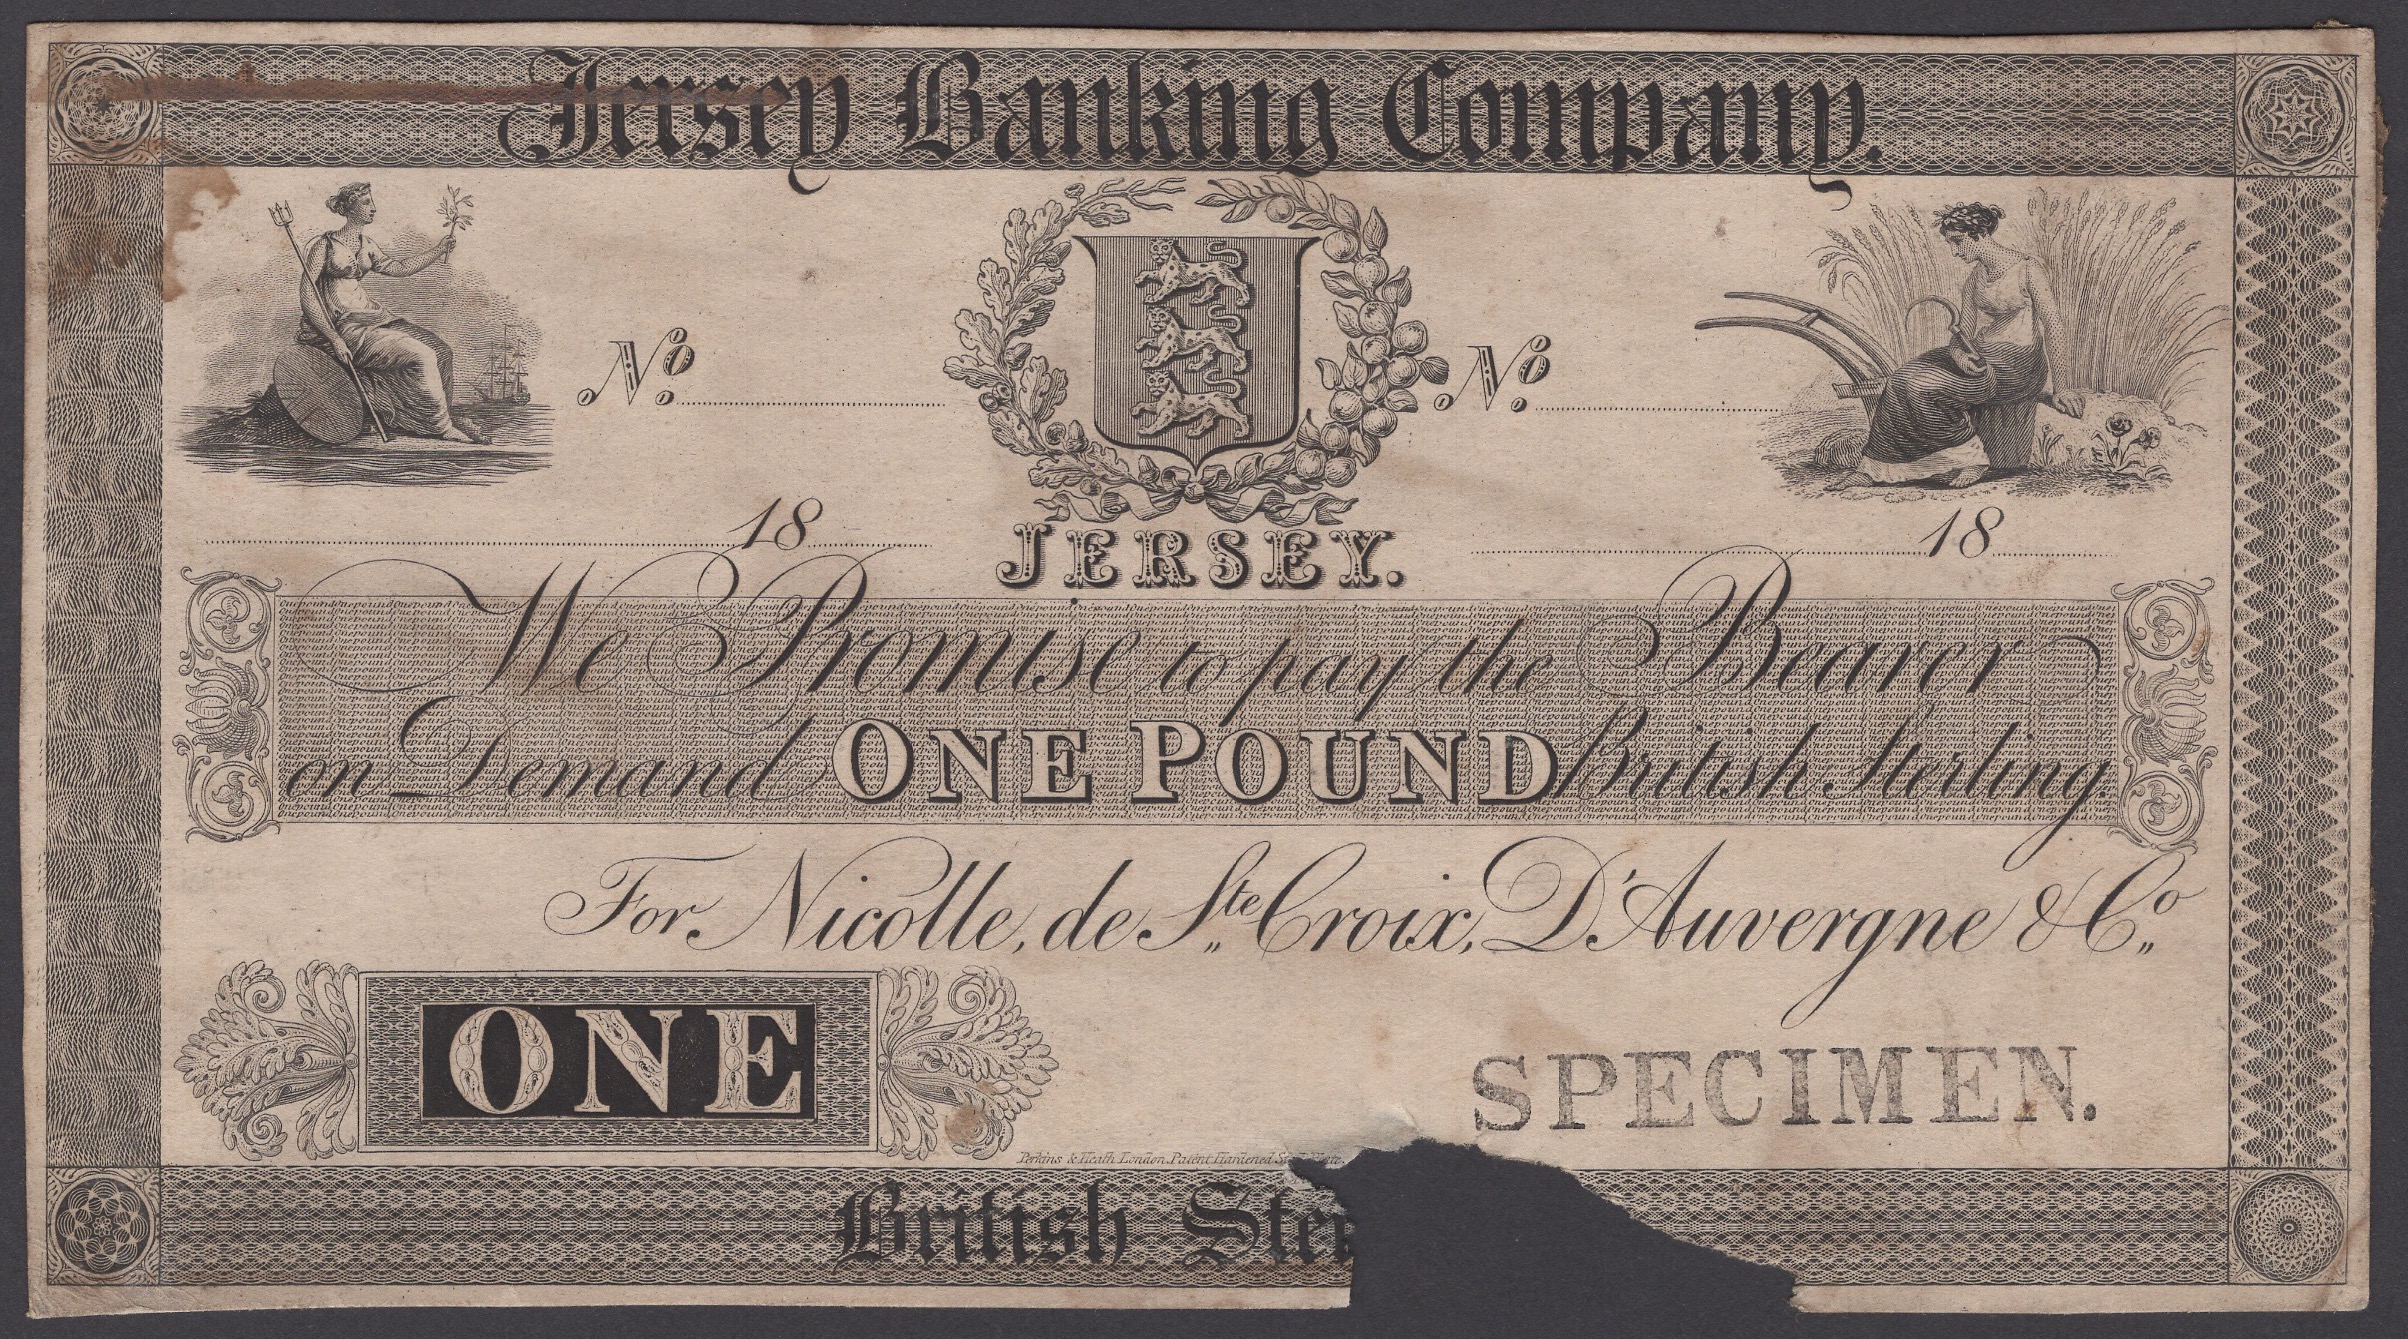 Jersey Banking Company.
No. No.
18 18
JERSEY.
We Promise to pay the Bearer
on Demand ONE POUND British Sterling.
For Nicolle, de Ste Croix, D'Auvergne & Co.
ONE
SPECIMEN.
Perkins & Heath London. Patent Hardened
British Ster